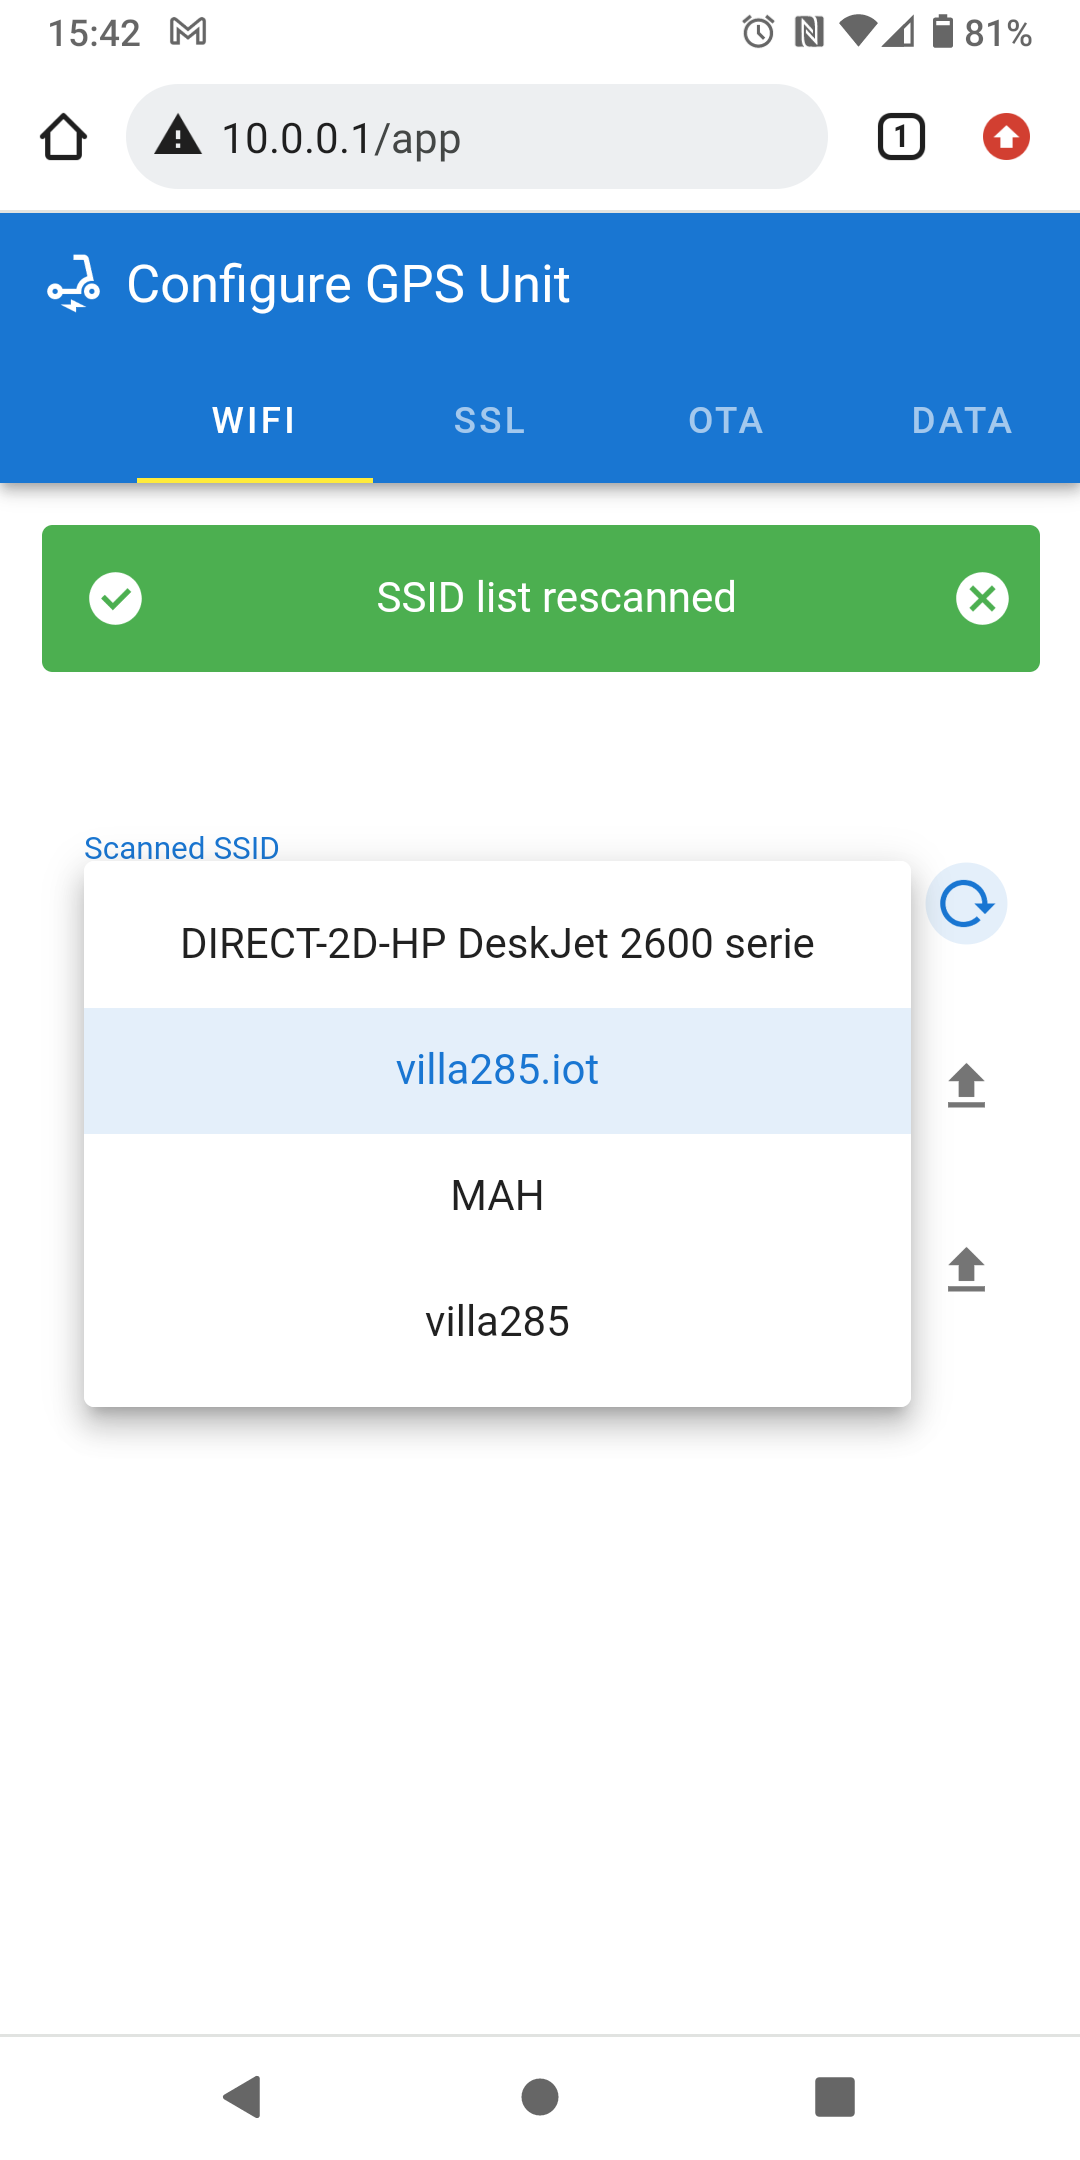 15:42
81%
10.0.0.1/app
1
Configure GPS Unit
WIFI SSL OTA DATA
SSID list rescanned
Scanned SSID
DIRECT-2D-HP DeskJet 2600 serie
villa285.iot
MAH
villa285